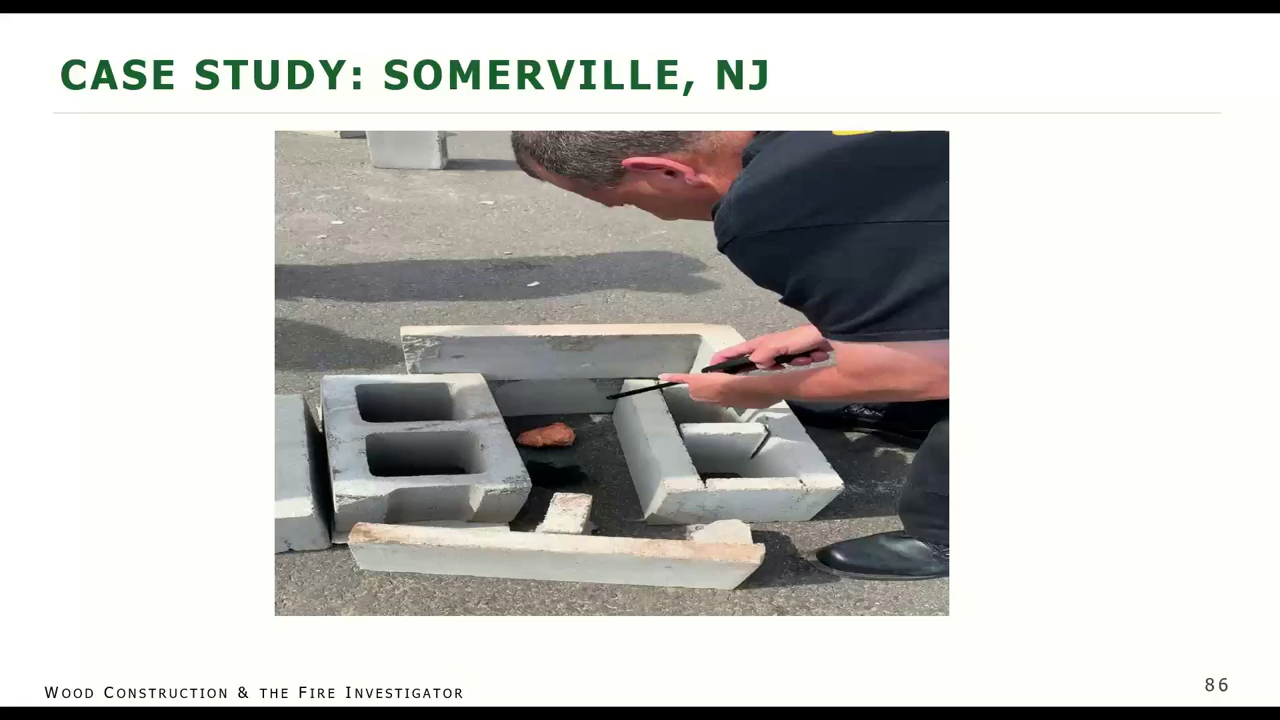 CASE STUDY: SOMERVILLE, NJ
WOOD CONSTRUCTION & THE FIRE INVESTIGATOR
86